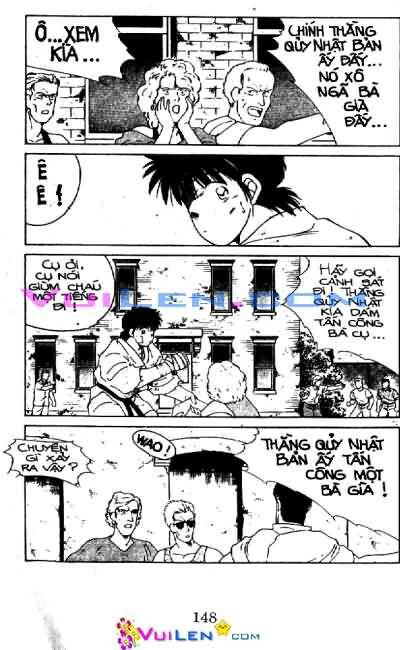 Ô...XEM
KÌA...
CHÍNH THẰNG
QUỶ NHẬT BẢN
ẤY ĐẤY...
NÓ XÔ
NGÃ BÀ
GIÀ
ĐẤY...
Ê
Ê!
CỤ ƠI,
CỤ NÓI
GIÙM CHÁU
MỘT TIẾNG
ĐI!
HÃY GỌI
CẢNH SÁT
ĐI! THẰNG
QUỶ NHẬT
KIA DÁM
TẤN CÔNG
BÀ CỤ...
VUILEN.COM
CHUYỆN
GÌ XẢY
RA VẬY?
WAO!
THẰNG QUỶ NHẬT
BẢN ẤY TẤN
CÔNG MỘT
BÀ GIÀ!
148
VUILEN.COM